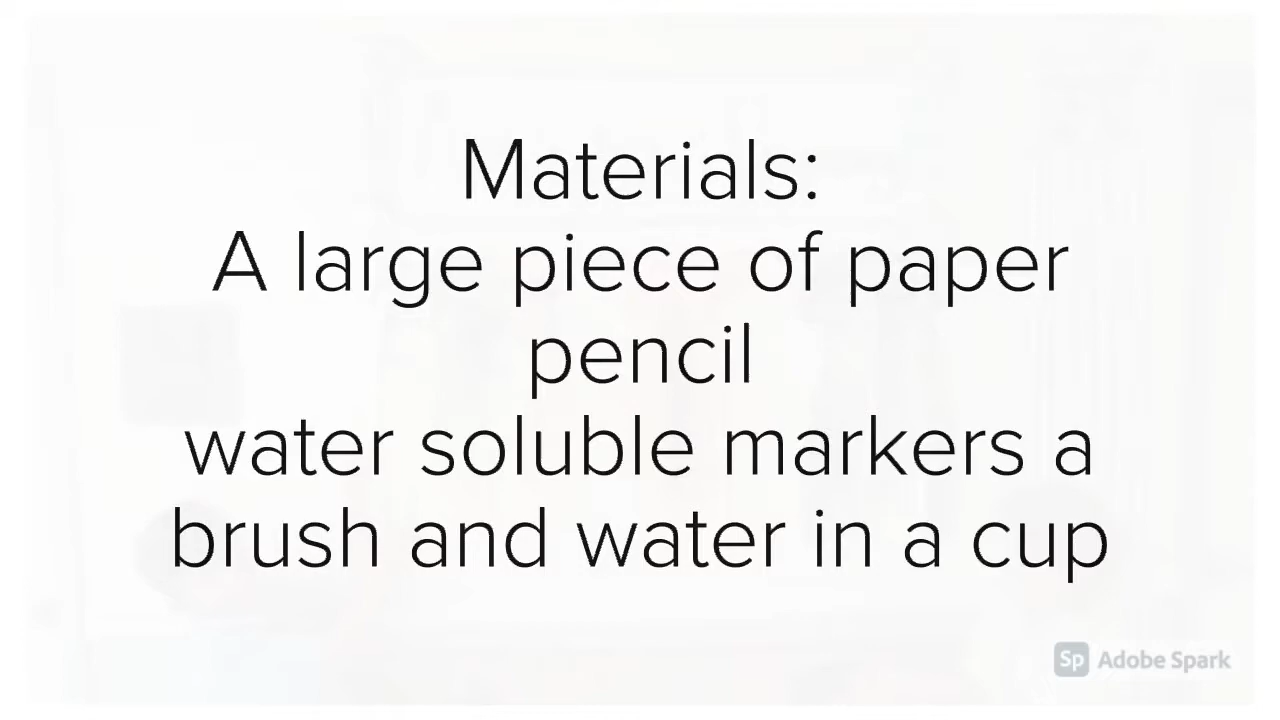 Materials:
A large piece of paper
pencil
water soluble markers a
brush and water in a cup
Sp Adobe Spark